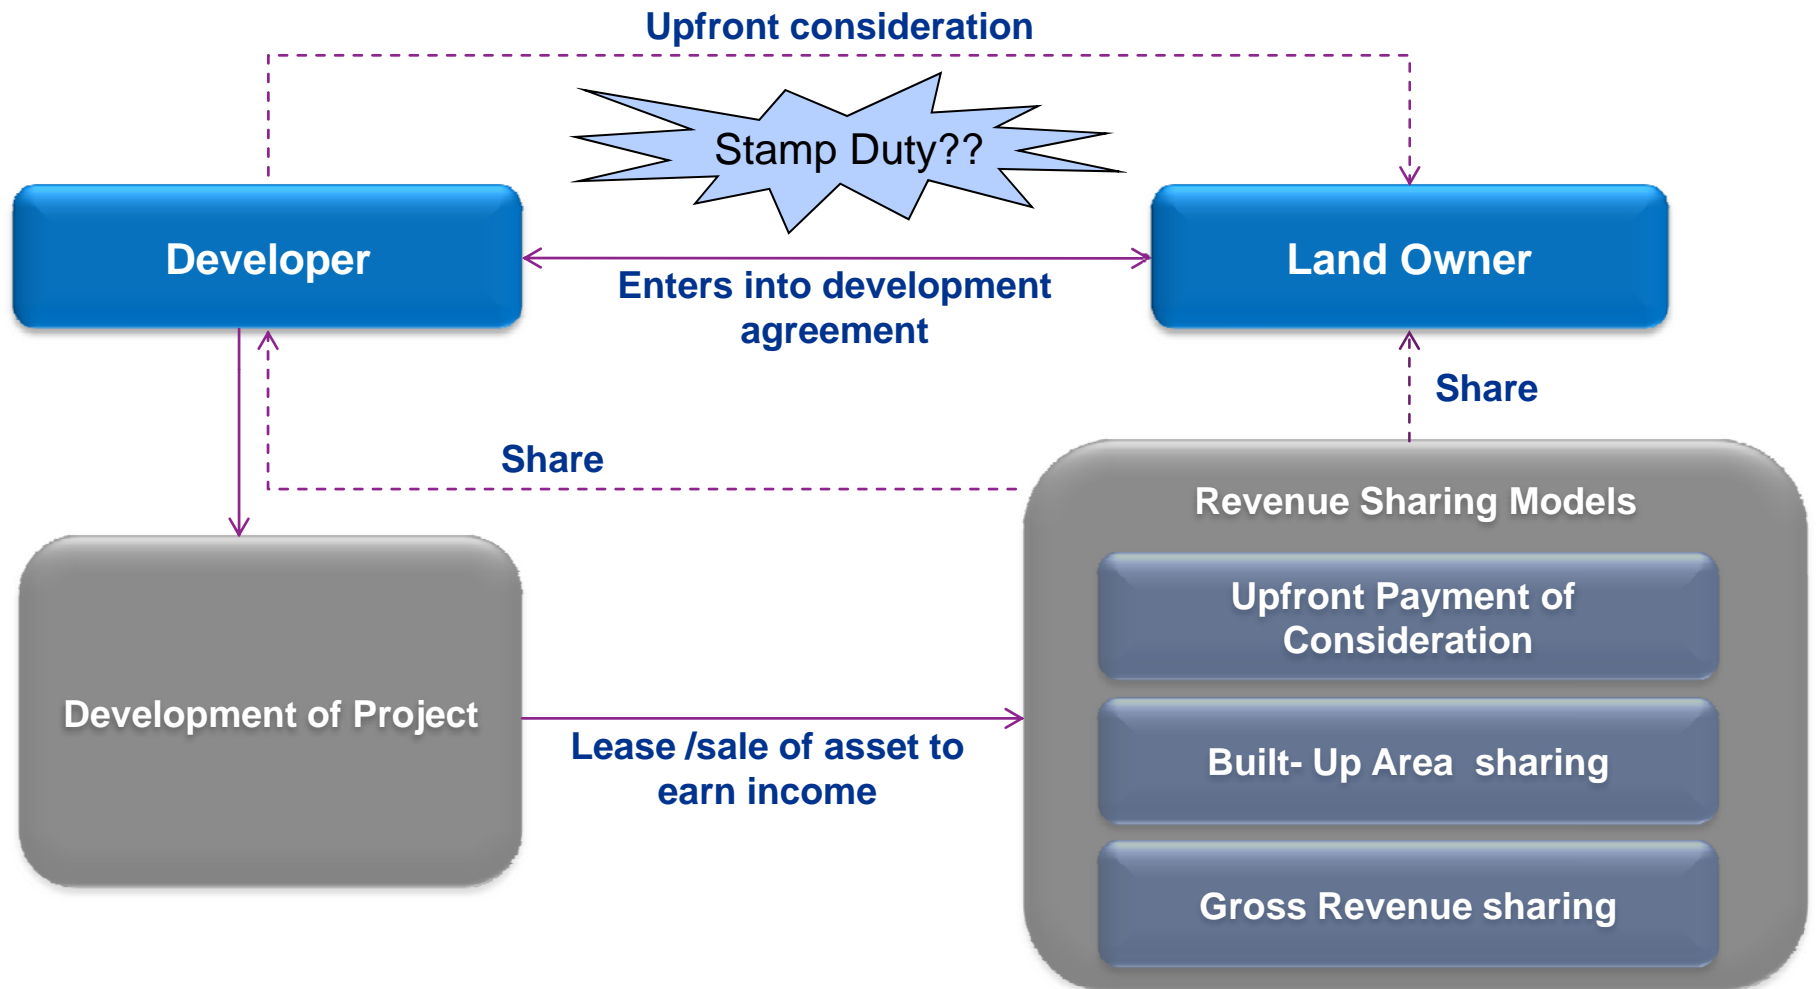 Upfront consideration
Stamp Duty??
Developer
Land Owner
Enters into development
agreement
Share
Share
Revenue Sharing Models
Upfront Payment of
Consideration
Development of Project
Lease /sale of asset to
earn income
Built- Up Area  sharing
Gross Revenue sharing